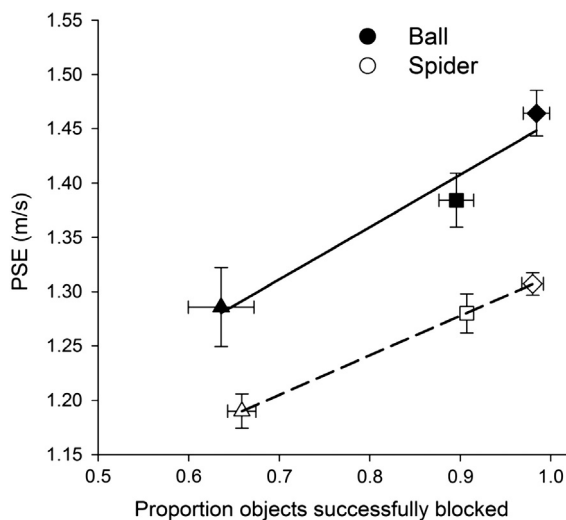 1.55
Ball
Spider
1.50
1.45
1.40
1.35
1.30
1.25
1.20
1.15
PSE (m/s)
0.5 0.6 0.7 0.8 0.9 1.0
Proportion objects successfully blocked